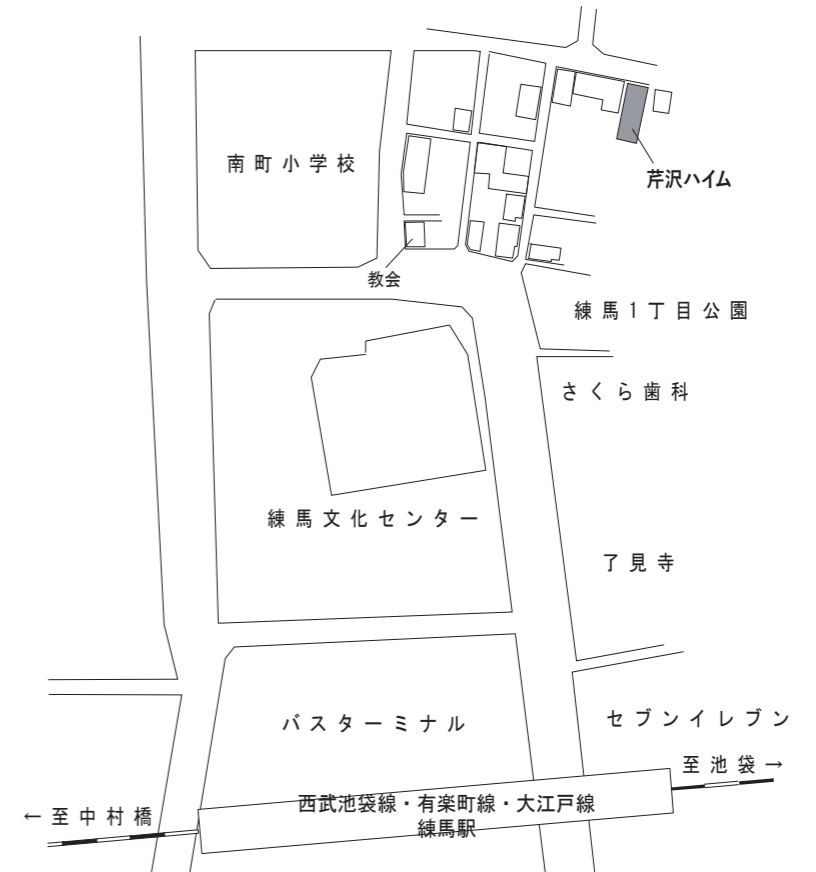 南町小学校
芹沢ハイム
教会
練馬1丁目公園
さくら歯科
練馬文化センター
了見寺
バスターミナル
セブンイレブン
至池袋→
西武池袋線・有楽町線・大江戸線
練馬駅
←至中村橋